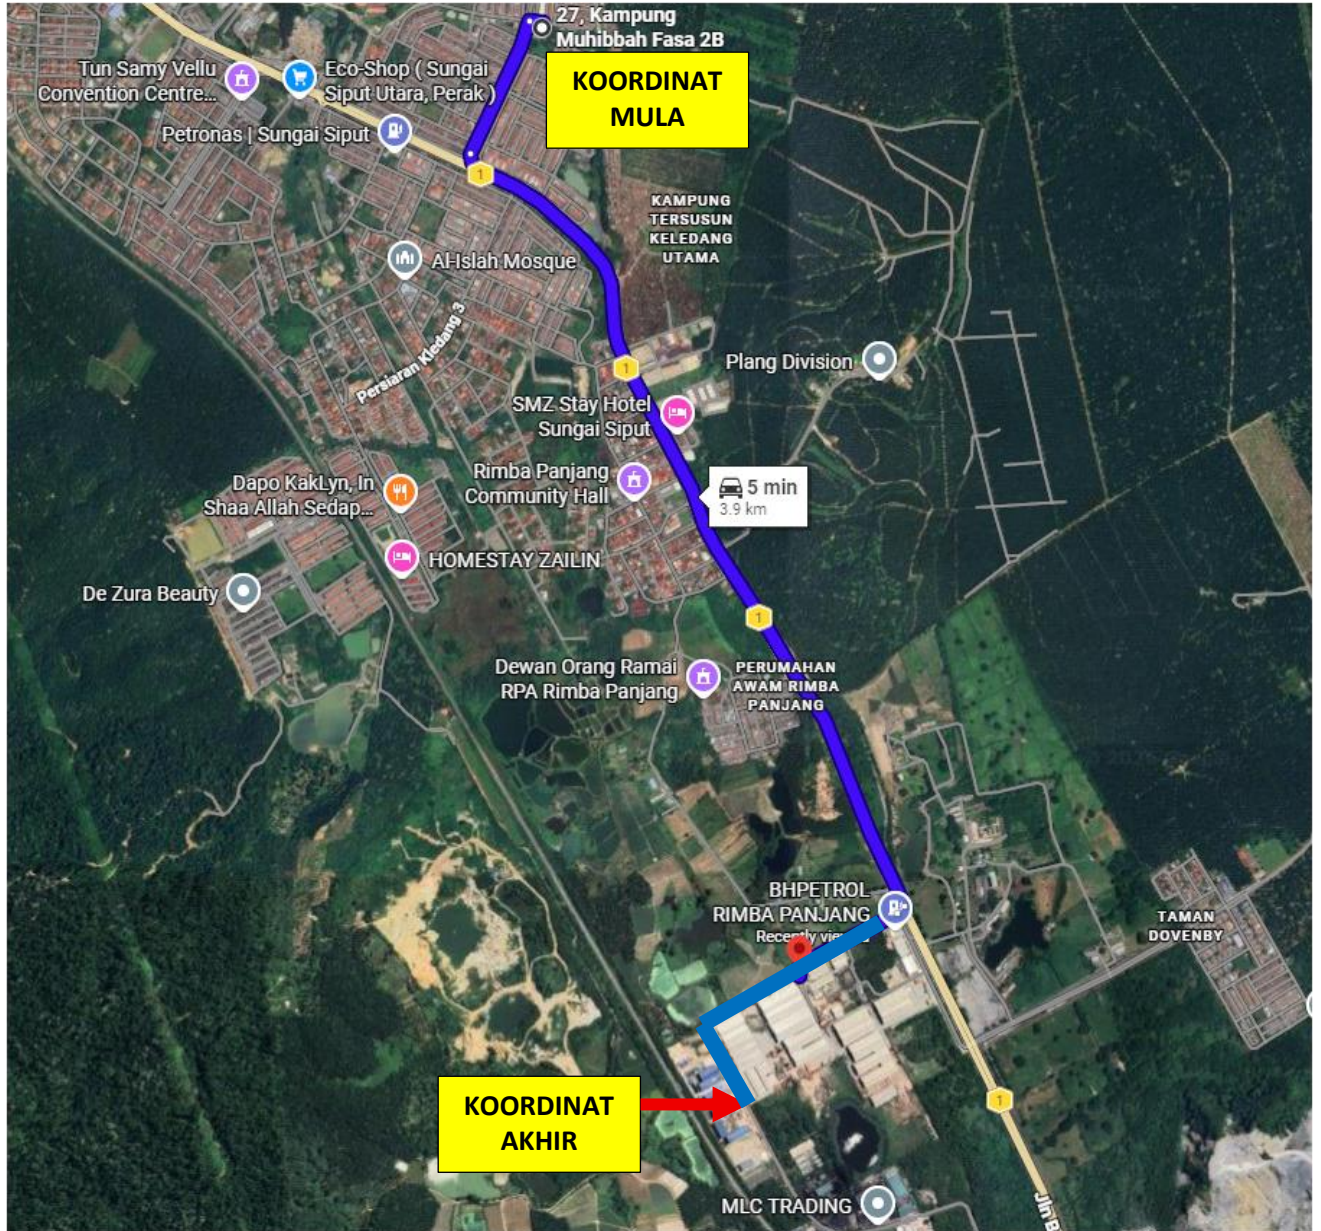 27, Kampung
Muhibbah Fasa 2B
KOORDINAT
MULA
Tun Samy Vellu
Convention Centre...
Eco-Shop ( Sungai
Siput Utara, Perak )
Petronas | Sungai Siput
1
KAMPUNG
TERSUSUN
KELEDANG
UTAMA
Al-Islah Mosque
Persiaran Kledang 3
1
Plang Division
SMZ Stay Hotel
Sungai Siput
Rimba Panjang
Community Hall
5 min
3.9 km
Dapo KakLyn, In
Shaa Allah Sedap...
HOMESTAY ZAILIN
De Zura Beauty
1
Dewan Orang Ramai
RPA Rimba Panjang
PERUMAHAN
AWAM RIMBA
PANJANG
BHPETROL
RIMBA PANJANG
Recently
TAMAN
DOVENBY
KOORDINAT
AKHIR
1
MLC TRADING
Jln B